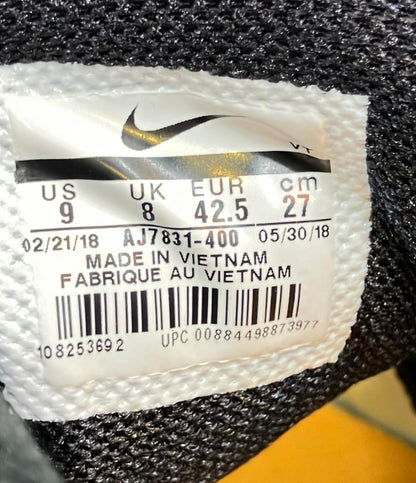 VT
US UK EUR cm
9 8 42.5 27
02/21/18 AJ7831-400 05/30/18
MADE IN VIETNAM
FABRIQUE AU VIETNAM
108253692 UPC 00884498873977